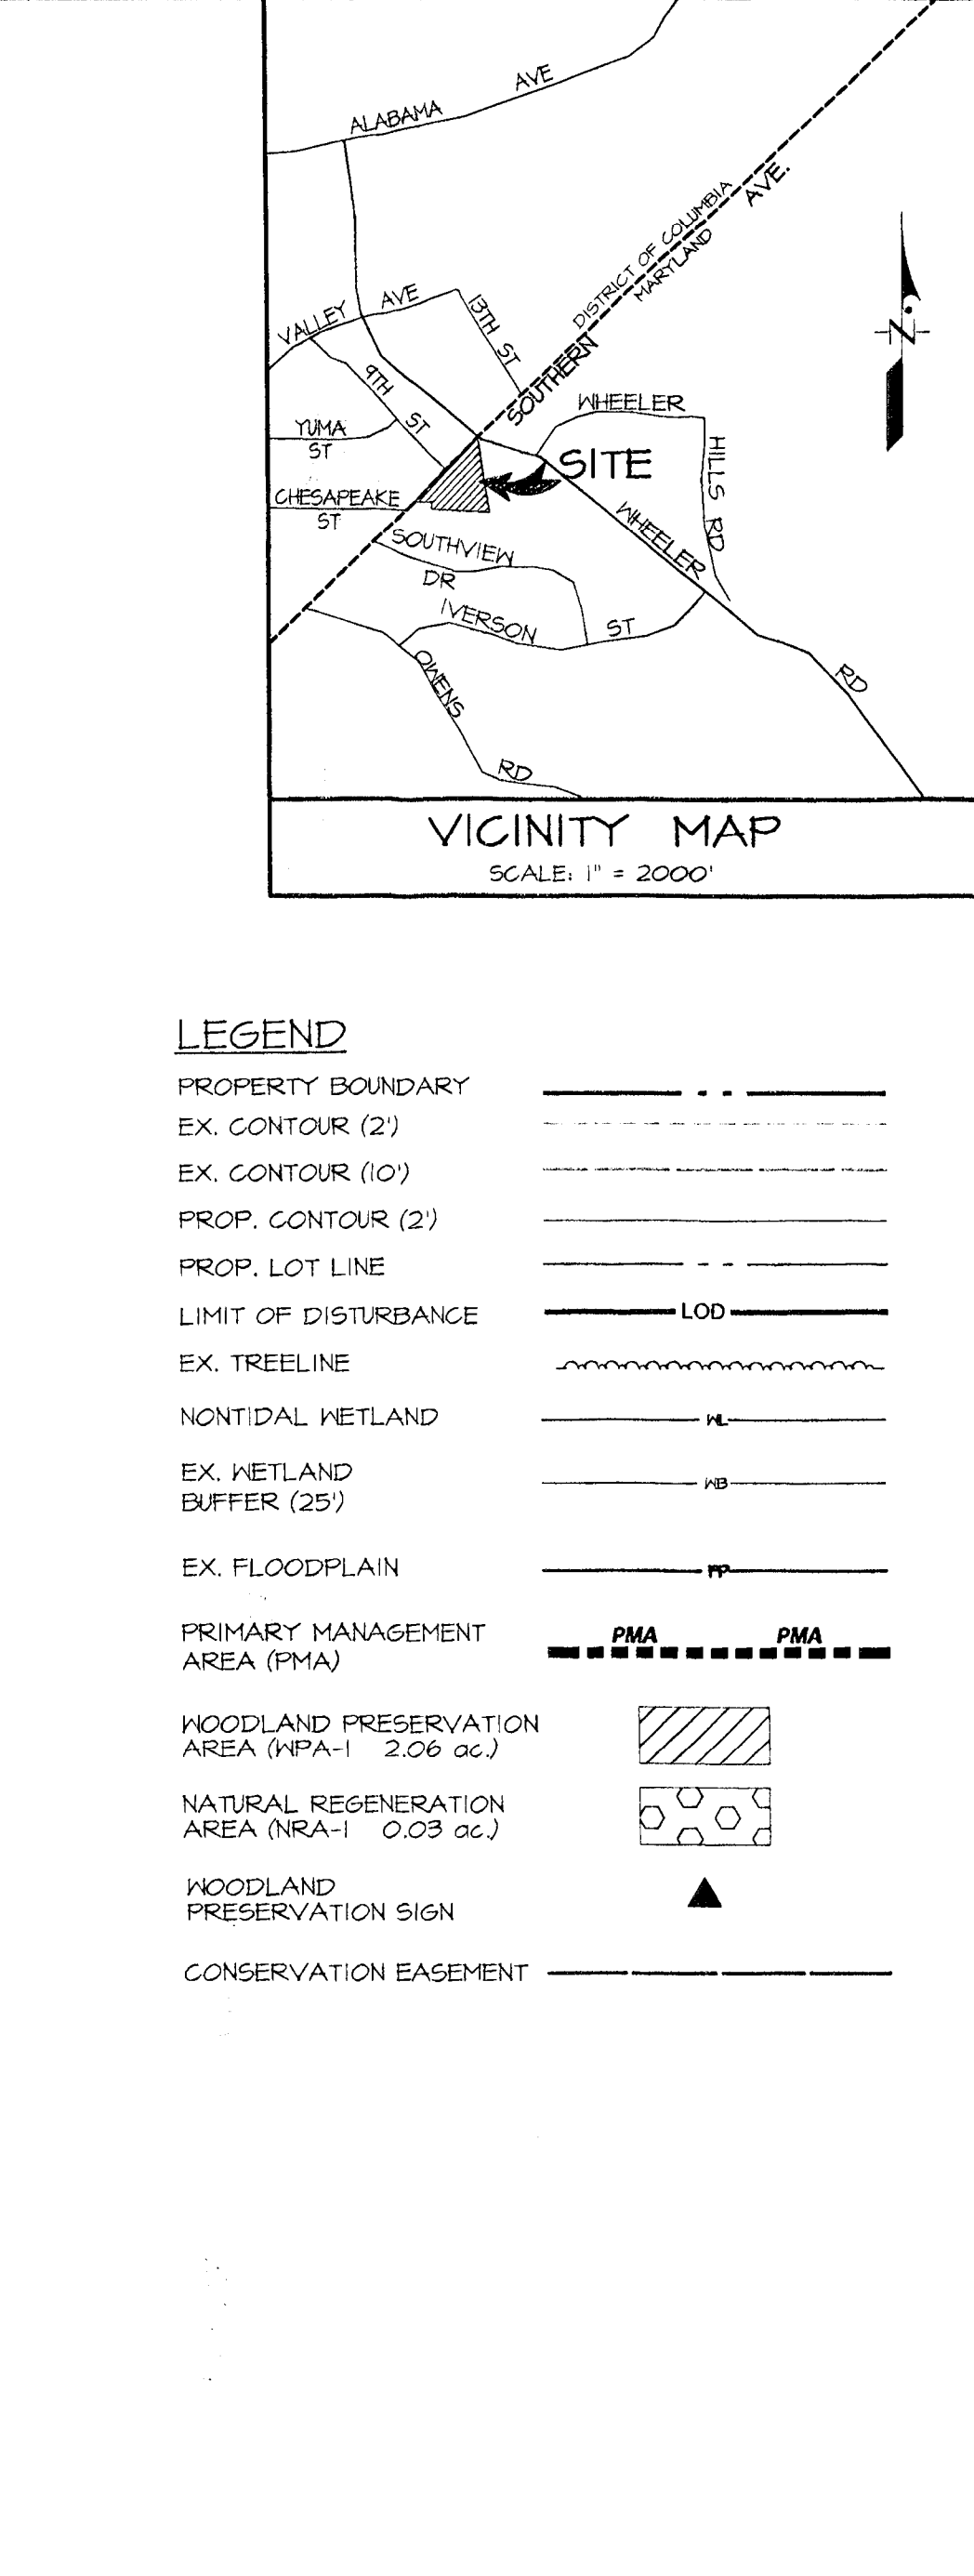 AVE
ALABAMA
AVE.
DISTRICT OF COLUMBIA
MARYLAND
VALLEY AVE
13TH ST
SOUTHERN
N
9TH ST
WHEELER
YUMA
ST
SITE
HILLS RD
CHESAPEAKE
ST
WHEELER
SOUTHVIEW
DR
IVERSON ST
OWENS
RD
RD
VICINITY MAP
SCALE: 1" = 2000'
LEGEND
PROPERTY BOUNDARY
EX. CONTOUR (2')
EX. CONTOUR (10')
PROP. CONTOUR (2')
PROP. LOT LINE
LIMIT OF DISTURBANCE LOD
EX. TREELINE
NONTIDAL WETLAND WL
EX. WETLAND
BUFFER (25') WB
EX. FLOODPLAIN FP
PRIMARY MANAGEMENT PMA PMA
AREA (PMA)
WOODLAND PRESERVATION
AREA (WPA-1 2.06 ac.)
NATURAL REGENERATION
AREA (NRA-1 0.03 ac.)
WOODLAND
PRESERVATION SIGN
CONSERVATION EASEMENT